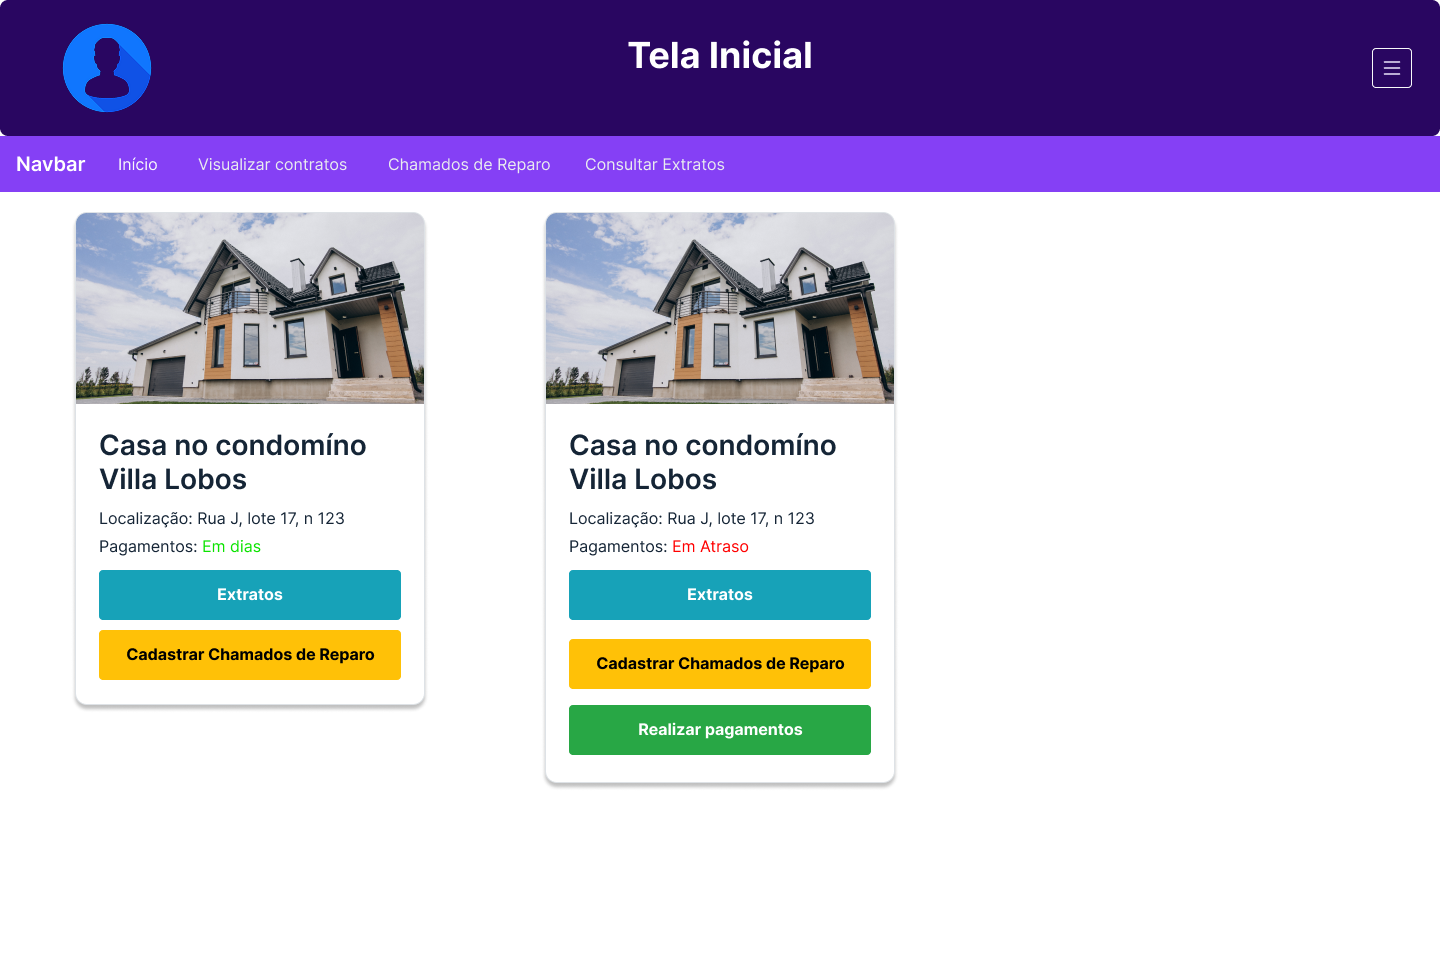 Tela Inicial
Navbar Início Visualizar contratos Chamados de Reparo Consultar Extratos
Casa no condomíno
Villa Lobos
Localização: Rua J, lote 17, n 123
Pagamentos: Em dias
Extratos
Cadastrar Chamados de Reparo
Casa no condomíno
Villa Lobos
Localização: Rua J, lote 17, n 123
Pagamentos: Em Atraso
Extratos
Cadastrar Chamados de Reparo
Realizar pagamentos